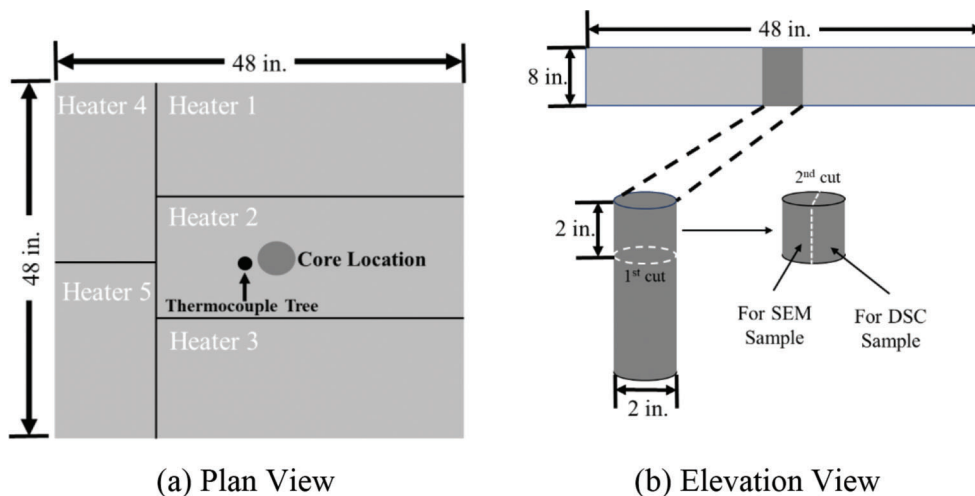 48 in.
48 in.
Heater 4
Heater 1
Heater 2
Core Location
Thermocouple Tree
Heater 5
Heater 3
(a) Plan View
48 in.
8 in.
2 in.
1st cut
2nd cut
For SEM
Sample
For DSC
Sample
2 in.
(b) Elevation View